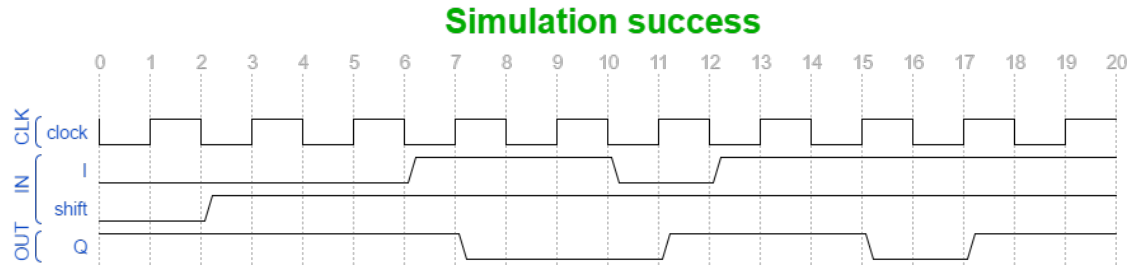 Simulation success
0 1 2 3 4 5 6 7 8 9 10 11 12 13 14 15 16 17 18 19 20
CLK clock
IN I
shift
OUT Q